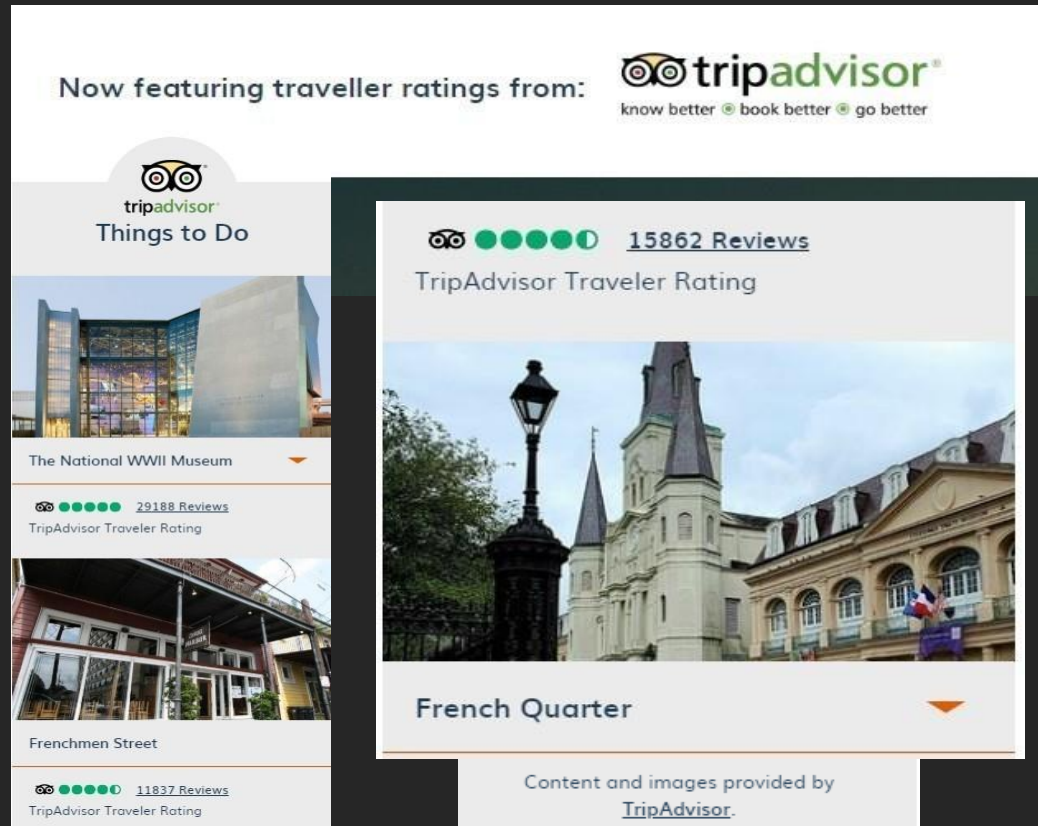 Now featuring traveller ratings from:
tripadvisor®
know better book better go better
tripadvisor
Things to Do
The National WWII Museum
29188 Reviews
TripAdvisor Traveler Rating
Frenchmen Street
11837 Reviews
TripAdvisor Traveler Rating
15862 Reviews
TripAdvisor Traveler Rating
French Quarter
Content and images provided by
TripAdvisor.